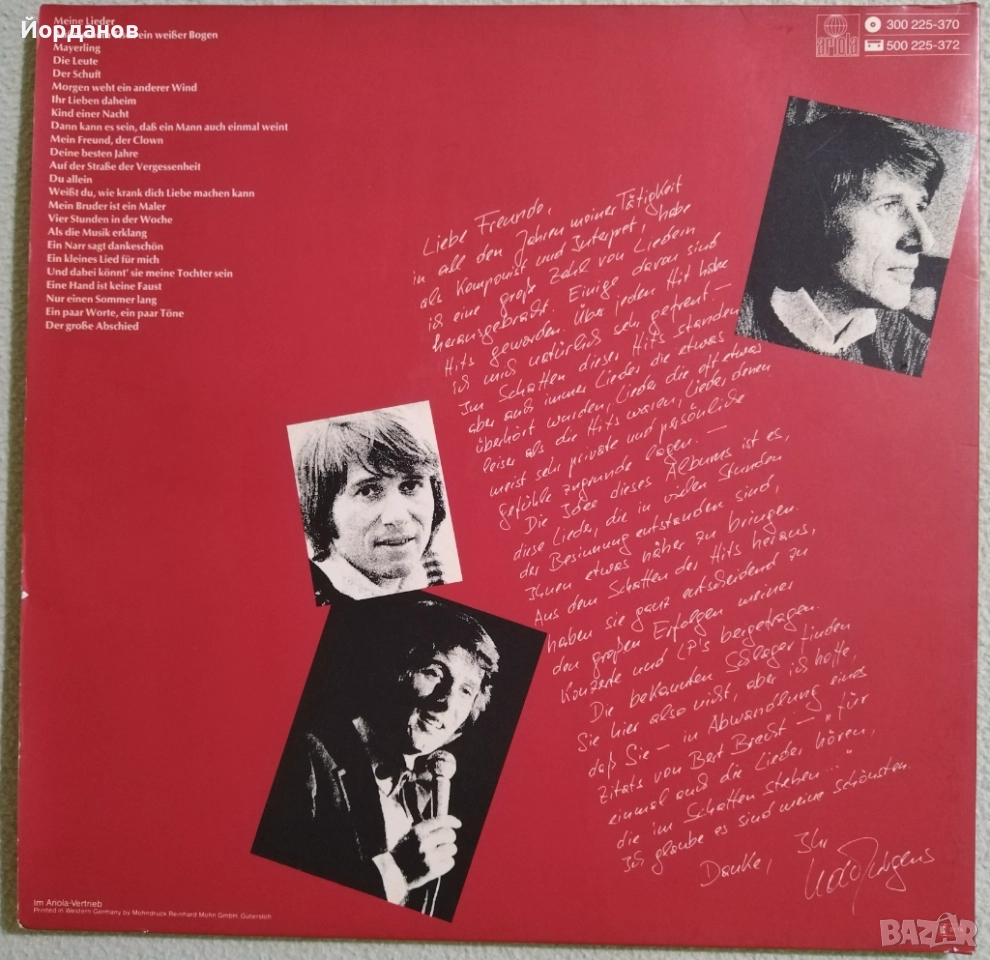 Йорданов
Meine Lieder
ein weißer Bogen
Mayerling
Die Leute
Der Schuft
Morgen weht ein anderer Wind
Ihr Lieben daheim
Kind einer Nacht
Dann kann es sein, daß ein Mann auch einmal weint
Mein Freund, der Clown
Deine besten Jahre
Auf der Straße der Vergessenheit
Du allein
Weißt du, wie krank dich Liebe machen kann
Mein Bruder ist ein Maler
Vier Stunden in der Woche
Als die Musik erklang
Ein Narr sagt dankeschön
Ein kleines Lied für mich
Und dabei könnt' sie meine Tochter sein
Eine Hand ist keine Faust
Nur einen Sommer lang
Ein paar Worte, ein paar Töne
Der große Abschied
ariola
300 225-370
500 225-372
Liebe Freunde,
in all den Jahren meiner Tätigkeit
als Komponist und Interpret, habe
ich eine große Zahl von Liedern
herausgebracht. Einige davon sind
Hits geworden. Über jeden Hit habe
ich mich natürlich sehr gefreut. –
Im Schatten dieser Hits standen
aber auch immer Lieder die etwas
überhört wurden, Lieder die oft etwas
leiser als die Hits waren, Lieder denen
meist sehr private und persönliche
Gefühle zugrunde lagen. –
Die Idee dieses Albums ist es,
diese Lieder, die in vielen Stunden
der Besinnung entstanden sind,
Ihnen etwas näher zu bringen.
Aus dem Schatten der Hits heraus,
haben sie ganz entscheidend zu
den großen Erfolgen meiner
Konzerte und LP's beigetragen.
Die bekannten Schlager finden
Sie hier also nicht, aber ich hoffe,
daß Sie – in Abwandlung eines
Zitats von Bert Brecht – "für
einmal auch die Lieder hören,
die im Schatten stehen..."
Ich glaube es sind meine schönsten.
Danke, Ihr
Udo Jürgens
Im Ariola-Vertrieb
Printed in Western Germany by Mohndruck Reinhard Mohn GmbH, Gütersloh
BAZAR